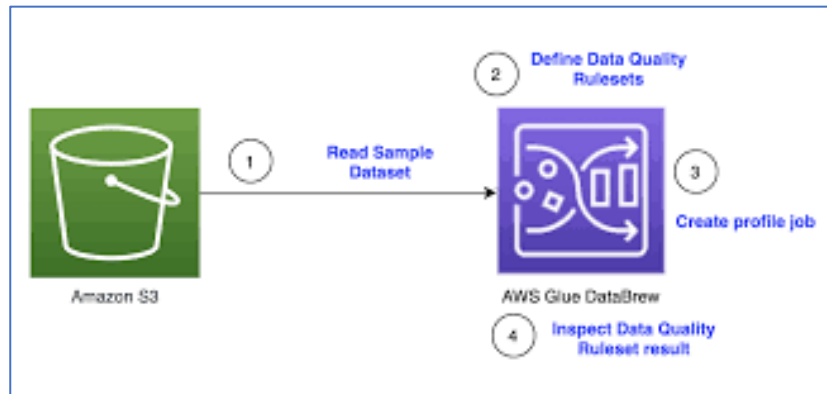 2
Define Data Quality
Rulesets
1
Read Sample
Dataset
3
Create profile job
Amazon S3
AWS Glue DataBrew
4
Inspect Data Quality
Ruleset result